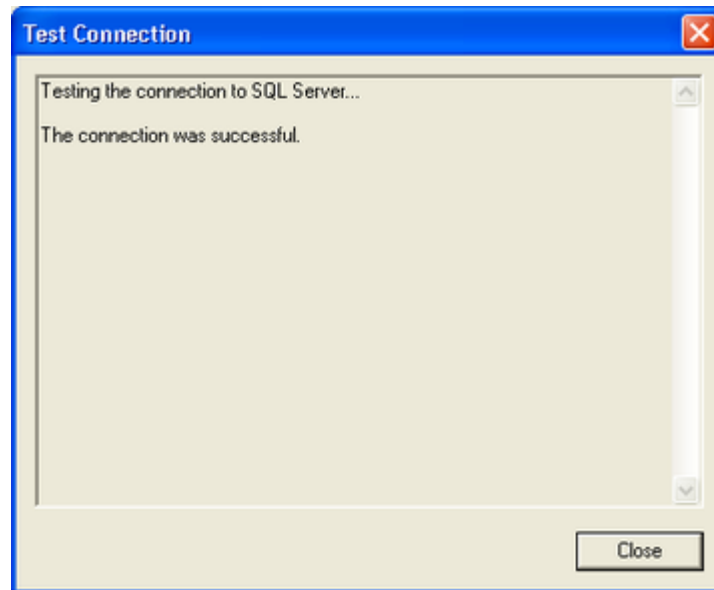 Test Connection
Testing the connection to SQL Server...
The connection was successful.
Close